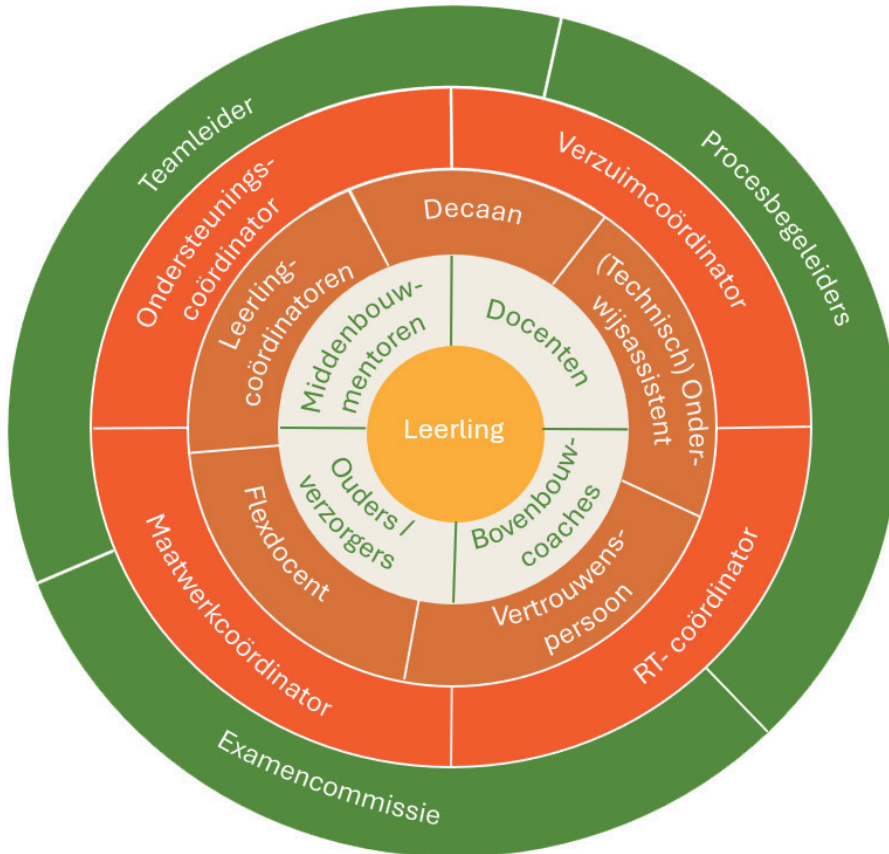 Teamleider
Procesbegeleiders
Examencommissie
Ondersteunings-
coördinator
Verzuimcoördinator
RT- coördinator
Maatwerkcoördinator
Leerling-
coördinatoren
Decaan
(Technisch) Onder-
wijsassistent
Vertrouwens-
persoon
Flexdocent
Middenbouw-
mentoren
Docenten
Bovenbouw-
coaches
Ouders /
verzorgers
Leerling